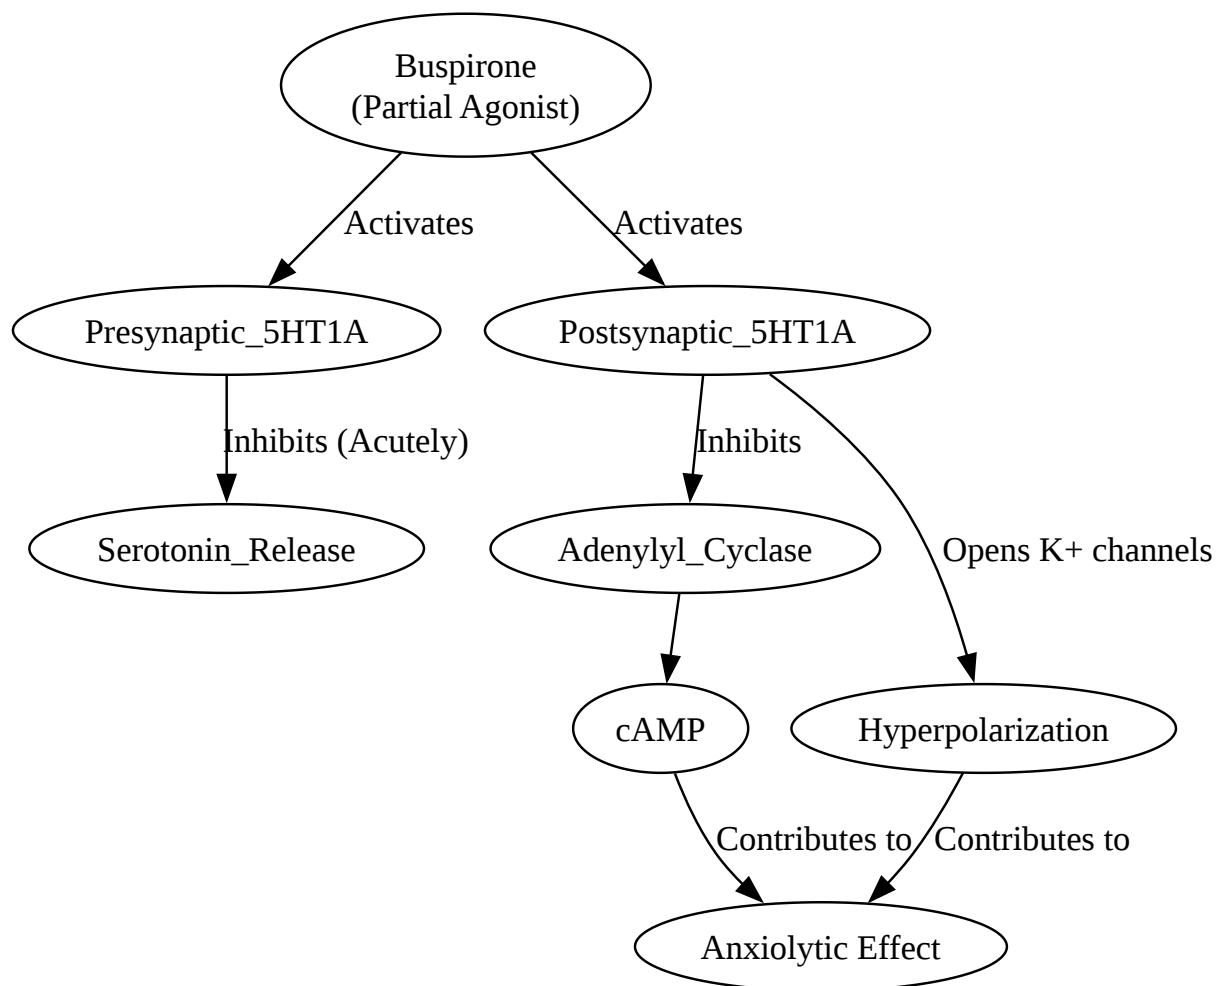 Buspirone
(Partial Agonist)
Activates
Activates
Presynaptic_5HT1A
Postsynaptic_5HT1A
Inhibits (Acutely)
Inhibits
Serotonin_Release
Adenylyl_Cyclase
Opens K+ channels
cAMP
Hyperpolarization
Contributes to
Contributes to
Anxiolytic Effect